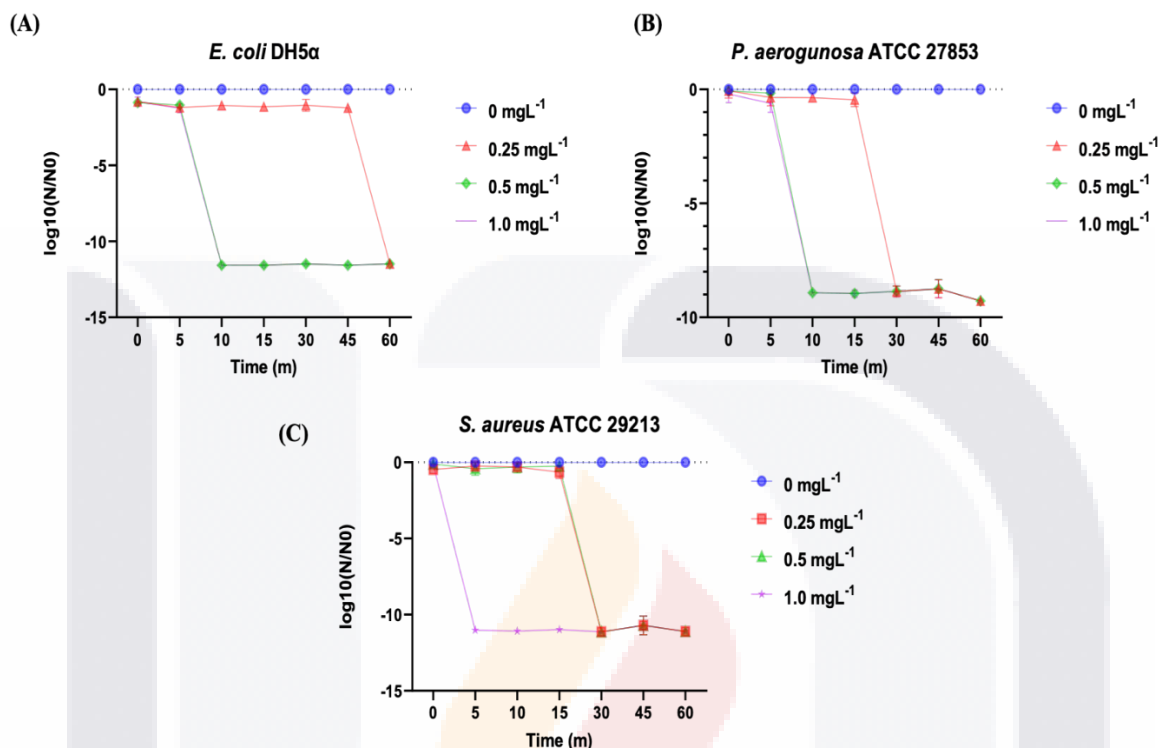 (A)
E. coli DH5α
log10(N/N0)
0
-5
-10
-15
0 5 10 15 30 45 60
Time (m)
0 mgL⁻¹
0.25 mgL⁻¹
0.5 mgL⁻¹
1.0 mgL⁻¹
(B)
P. aerogunosa ATCC 27853
log10(N/N0)
0
-5
-10
0 5 10 15 30 45 60
Time (m)
0 mgL⁻¹
0.25 mgL⁻¹
0.5 mgL⁻¹
1.0 mgL⁻¹
(C)
S. aureus ATCC 29213
log10(N/N0)
0
-5
-10
-15
0 5 10 15 30 45 60
Time (m)
0 mgL⁻¹
0.25 mgL⁻¹
0.5 mgL⁻¹
1.0 mgL⁻¹